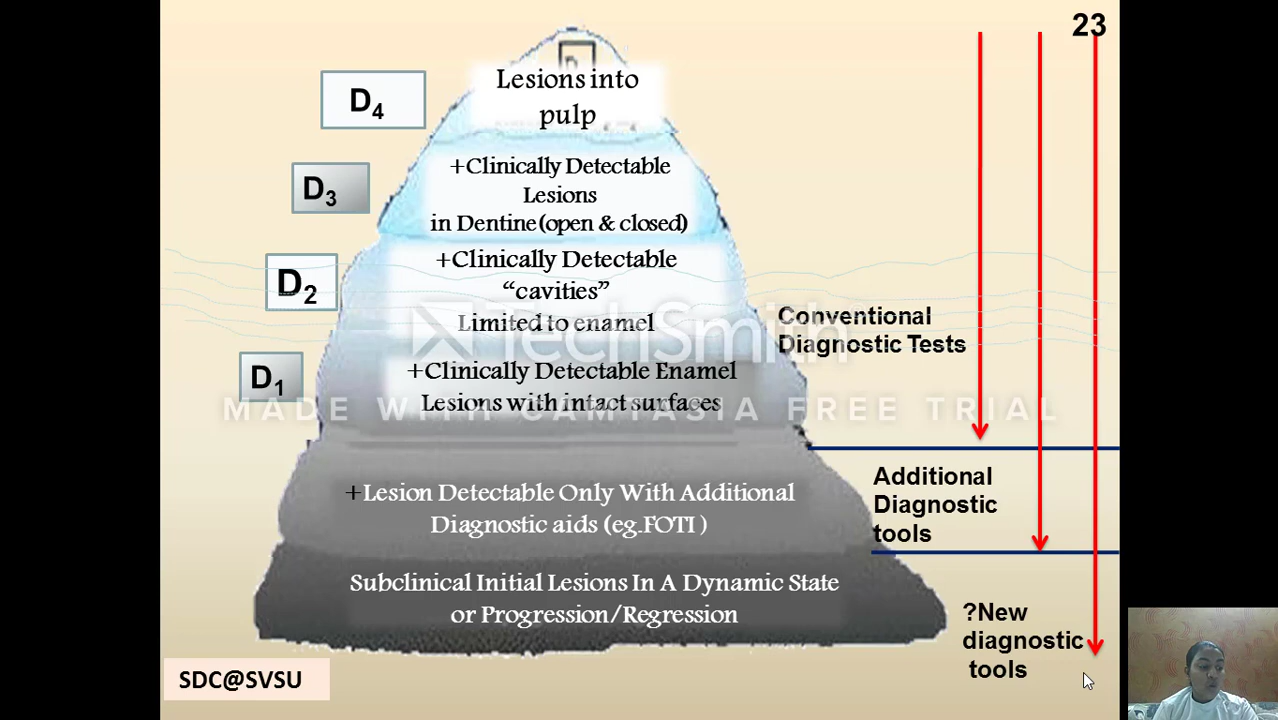 23
D4
Lesions into
pulp
D3
+Clinically Detectable
Lesions
in Dentine(open & closed)
D2
+Clinically Detectable
“cavities”
Limited to enamel
TechSmith
Conventional
Diagnostic Tests
D1
+Clinically Detectable Enamel
Lesions with intact surfaces
MADE WITH CAMTASIA FREE TRIAL
+Lesion Detectable Only With Additional
Diagnostic aids (eg.FOTI )
Additional
Diagnostic
tools
Subclinical Initial Lesions In A Dynamic State
or Progression/Regression
?New
diagnostic
tools
SDC@SVSU